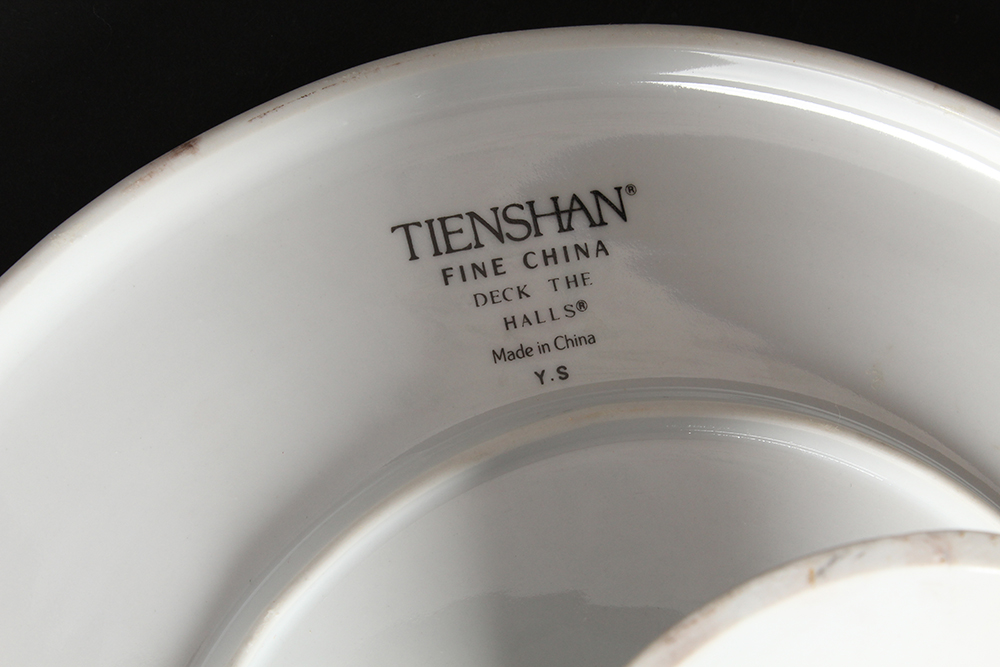 TIENSHAN®
FINE CHINA
DECK THE
HALLS®
Made in China
Y.S